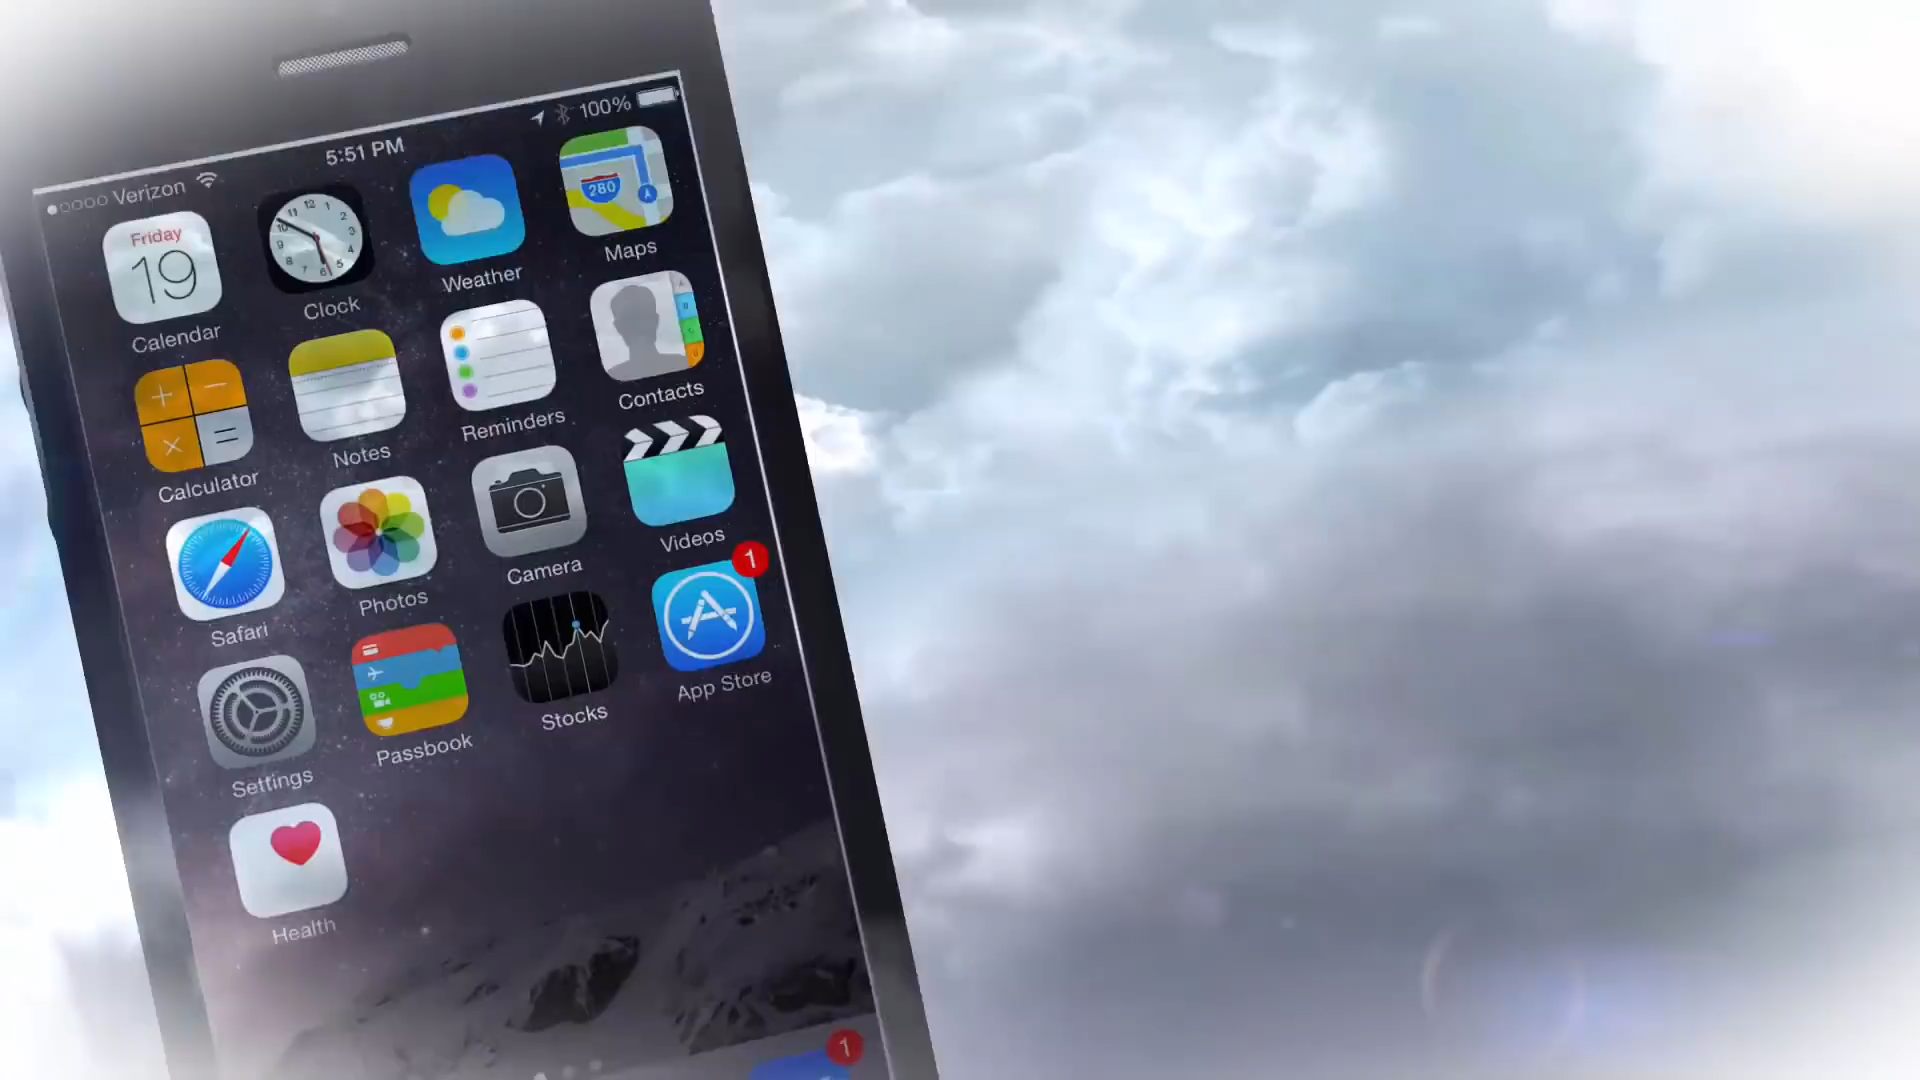 Verizon 5:51 PM 100%
Friday
19
280
Calendar Clock Weather Maps
Calculator Notes Reminders Contacts
Safari Photos Camera Videos
1
Settings Passbook Stocks App Store
Health
1